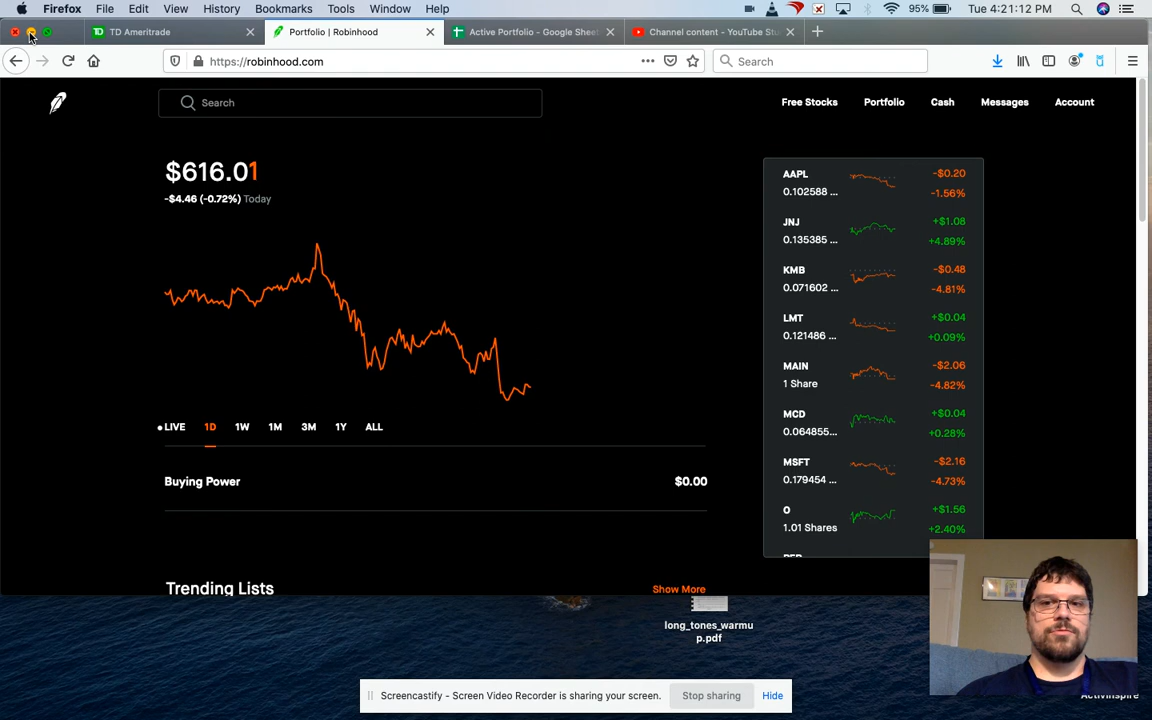 Firefox File Edit View History Bookmarks Tools Window Help 95% Tue 4:21:12 PM
TD Ameritrade Portfolio | Robinhood Active Portfolio - Google Sheet Channel content - YouTube Stu
https://robinhood.com Search
Search Free Stocks Portfolio Cash Messages Account
$616.01
-$4.46 (-0.72%) Today
AAPL -$0.20
0.102588 ... -1.56%
JNJ +$1.08
0.135385 ... +4.89%
KMB -$0.48
0.071602 ... -4.81%
LMT +$0.04
0.121486 ... +0.09%
MAIN -$2.06
1 Share -4.82%
MCD +$0.04
0.064855... +0.28%
MSFT -$2.16
0.179454 ... -4.73%
O +$1.56
1.01 Shares +2.40%
LIVE 1D 1W 1M 3M 1Y ALL
Buying Power $0.00
Trending Lists Show More
long_tones_warmu
p.pdf
Screencastify - Screen Video Recorder is sharing your screen. Stop sharing Hide
ActivInspire